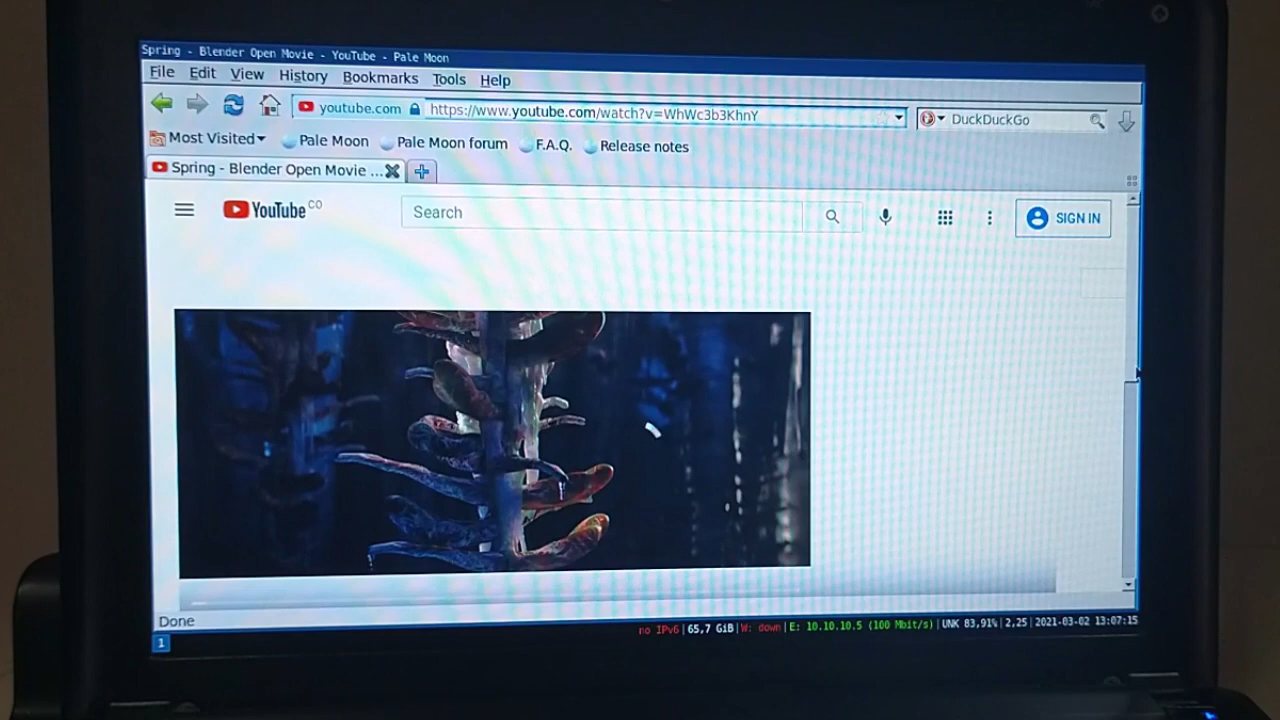 Spring - Blender Open Movie - YouTube - Pale Moon
File Edit View History Bookmarks Tools Help
youtube.com https://www.youtube.com/watch?v=WhWc3b3KhnY DuckDuckGo
Most Visited Pale Moon Pale Moon forum F.A.Q. Release notes
Spring - Blender Open Movie ...
YouTube CO Search SIGN IN
Done
1 no IPv6|65,7 GiB|W: down|E: 10.10.10.5 (100 Mbit/s)|UNK 83,91%|2,25|2021-03-02 13:07:15